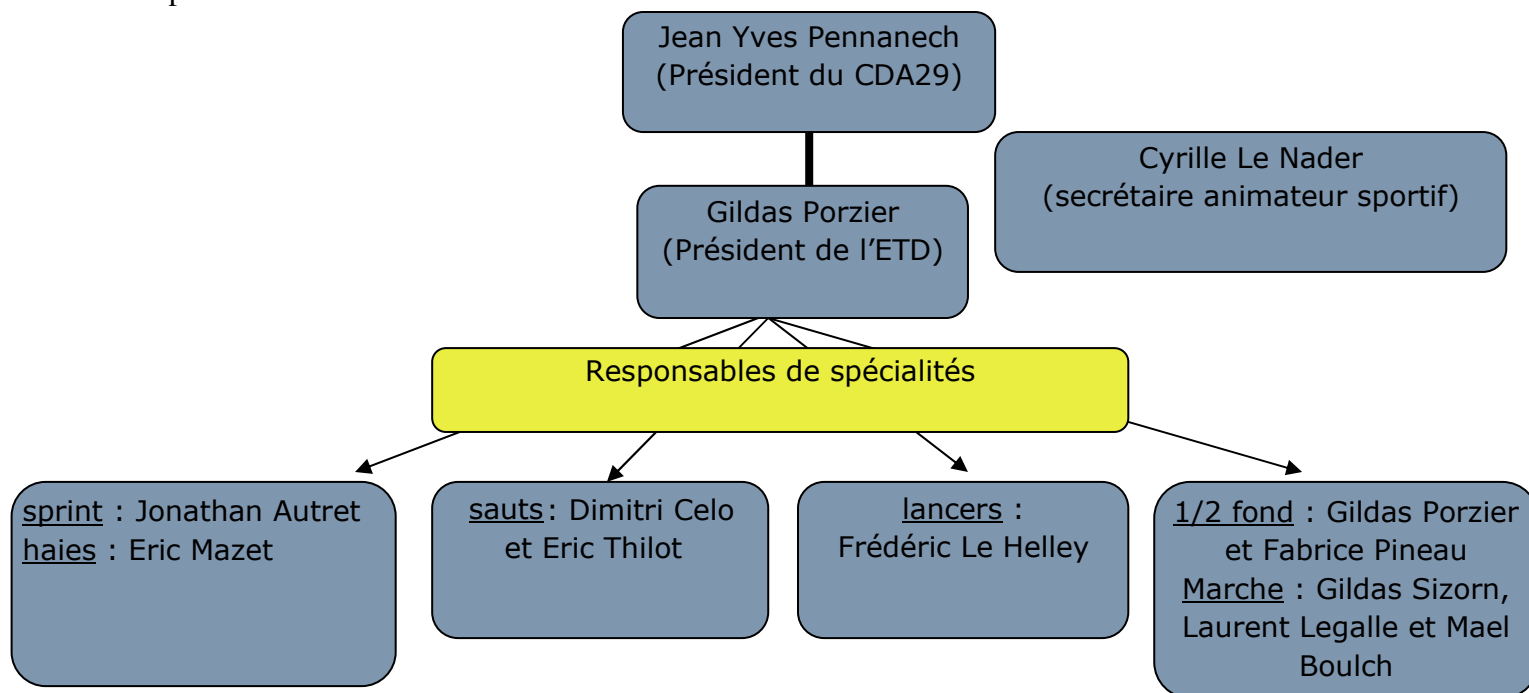 Jean Yves Pennanech
(Président du CDA29)
Cyrille Le Nader
(secrétaire animateur sportif)
Gildas Porzier
(Président de l’ETD)
Responsables de spécialités
sprint : Jonathan Autret
haies : Eric Mazet
sauts : Dimitri Celo
et Eric Thilot
lancers :
Frédéric Le Helley
1/2 fond : Gildas Porzier
et Fabrice Pineau
Marche : Gildas Sizorn,
Laurent Legalle et Mael
Boulch